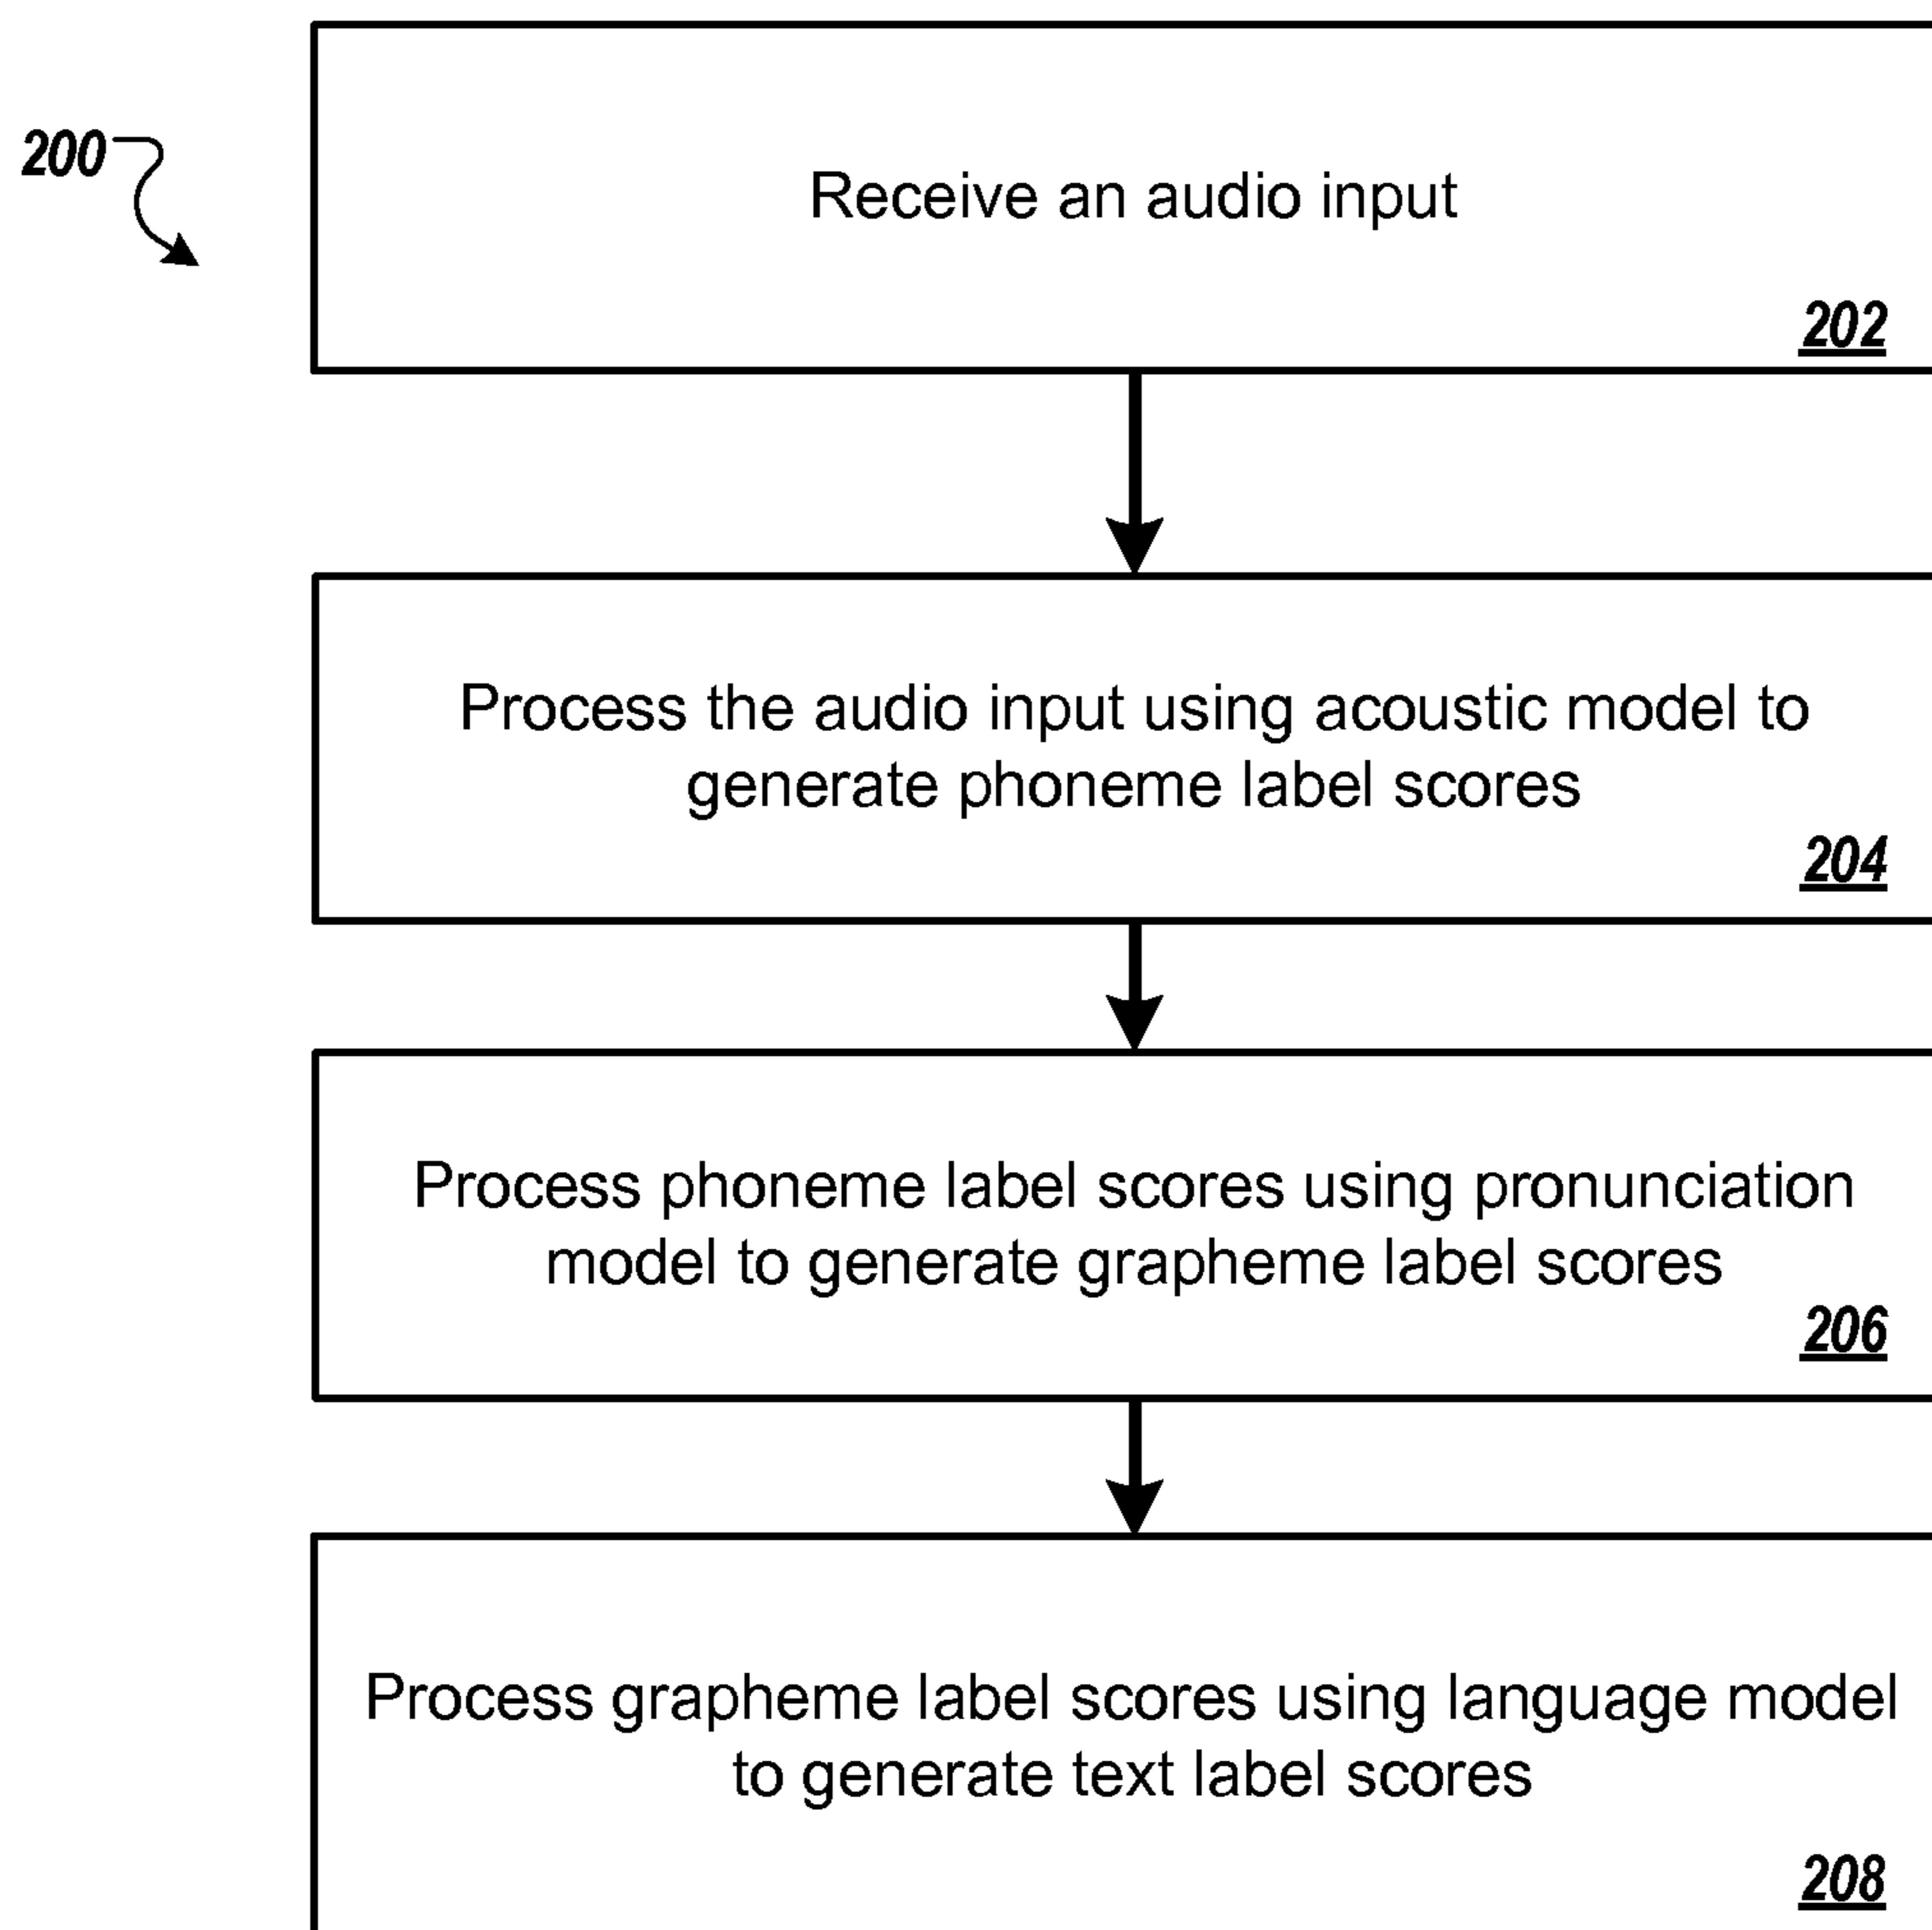 200
Receive an audio input
202
Process the audio input using acoustic model to
generate phoneme label scores
204
Process phoneme label scores using pronunciation
model to generate grapheme label scores
206
Process grapheme label scores using language model
to generate text label scores
208